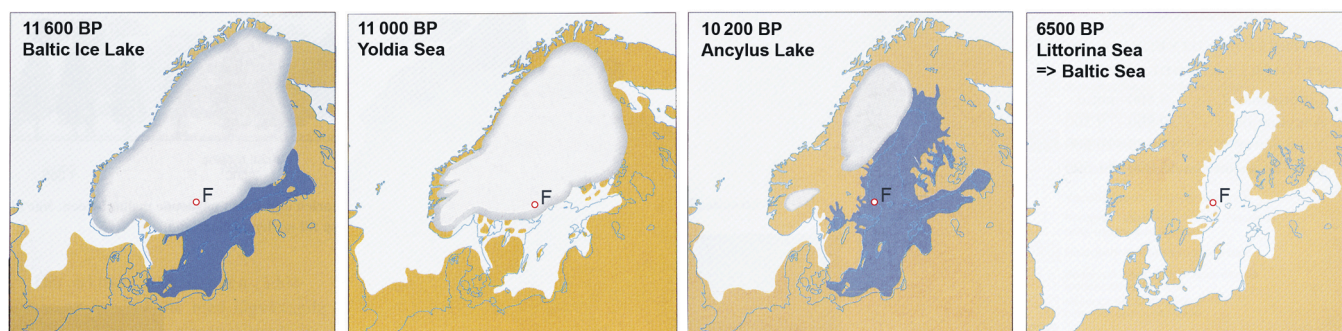 11 600 BP
Baltic Ice Lake
F
11 000 BP
Yoldia Sea
F
10 200 BP
Ancylus Lake
F
6500 BP
Littorina Sea
=> Baltic Sea
F